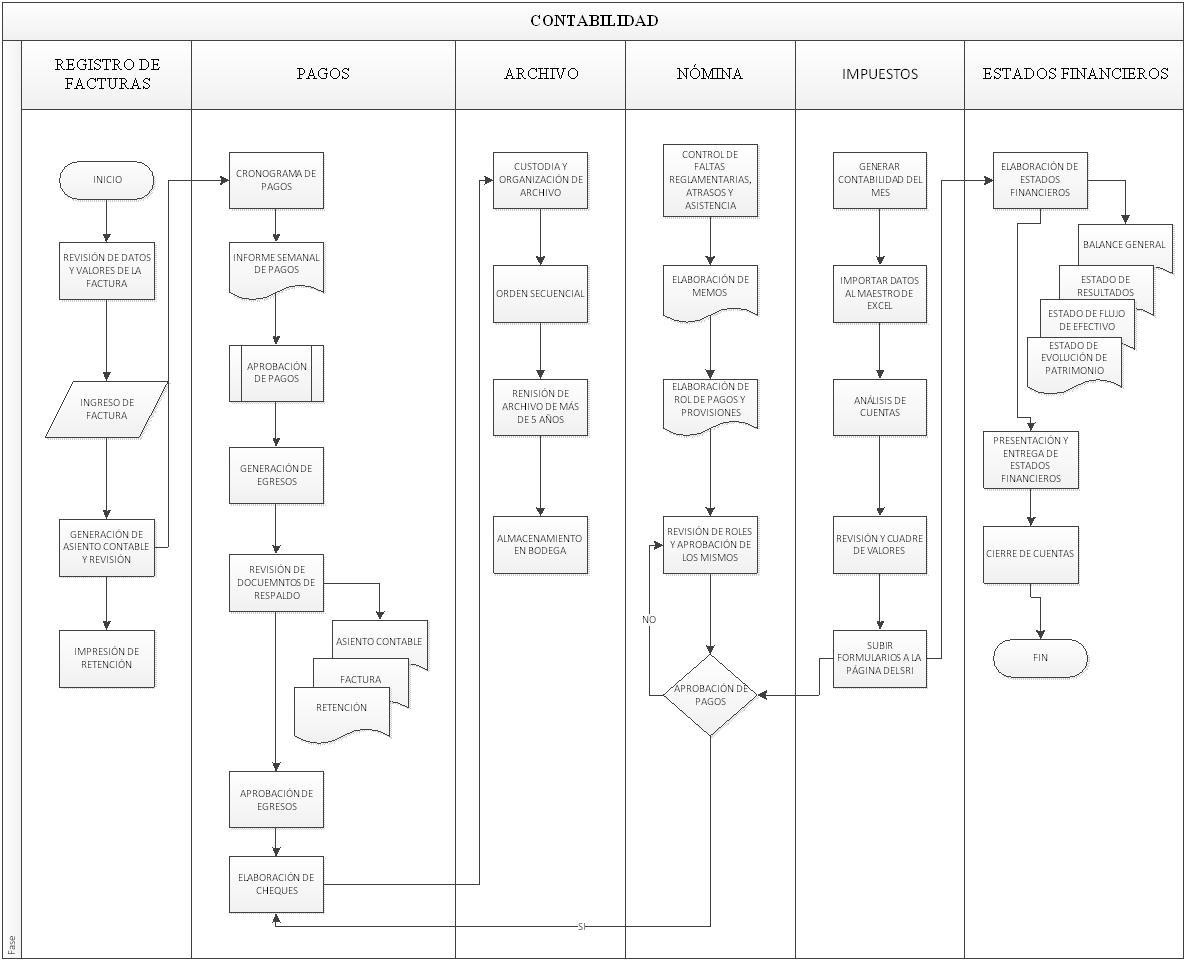 CONTABILIDAD
REGISTRO DE
FACTURAS
PAGOS
ARCHIVO
NÓMINA
IMPUESTOS
ESTADOS FINANCIEROS
INICIO
REVISIÓN DE DATOS
Y VALORES DE LA
FACTURA
INGRESO DE
FACTURA
GENERACIÓN DE
ASIENTO CONTABLE
Y REVISIÓN
IMPRESIÓN DE
RETENCIÓN
CRONOGRAMA DE
PAGOS
INFORME SEMANAL
DE PAGOS
APROBACIÓN
DE PAGOS
GENERACIÓN DE
EGRESOS
REVISIÓN DE
DOCUEMNTOS DE
RESPALDO
ASIENTO CONTABLE
FACTURA
RETENCIÓN
APROBACIÓN DE
EGRESOS
ELABORACIÓN DE
CHEQUES
CUSTODIA Y
ORGANIZACIÓN DE
ARCHIVO
ORDEN SECUENCIAL
RENISIÓN DE
ARCHIVO DE MÁS
DE 5 AÑOS
ALMACENAMIENTO
EN BODEGA
CONTROL DE
FALTAS
REGLAMENTARIAS,
ATRASOS Y
ASISTENCIA
ELABORACIÓN DE
MEMOS
ELABORACIÓN DE
ROL DE PAGOS Y
PROVISIONES
REVISIÓN DE ROLES
Y APROBACIÓN DE
LOS MISMOS
NO
APROBACIÓN DE
PAGOS
SI
GENERAR
CONTABILIDAD DEL
MES
IMPORTAR DATOS
AL MAESTRO DE
EXCEL
ANÁLISIS DE
CUENTAS
REVISIÓN Y CUADRE
DE VALORES
SUBIR
FORMULARIOS A LA
PÁGINA DEL SRI
ELABORACIÓN DE
ESTADOS
FINANCIEROS
BALANCE GENERAL
ESTADO DE
RESULTADOS
ESTADO DE FLUJO
DE EFECTIVO
ESTADO DE
EVOLUCIÓN DE
PATRIMONIO
PRESENTACIÓN Y
ENTREGA DE
ESTADOS
FINANCIEROS
CIERRE DE CUENTAS
FIN
Fase